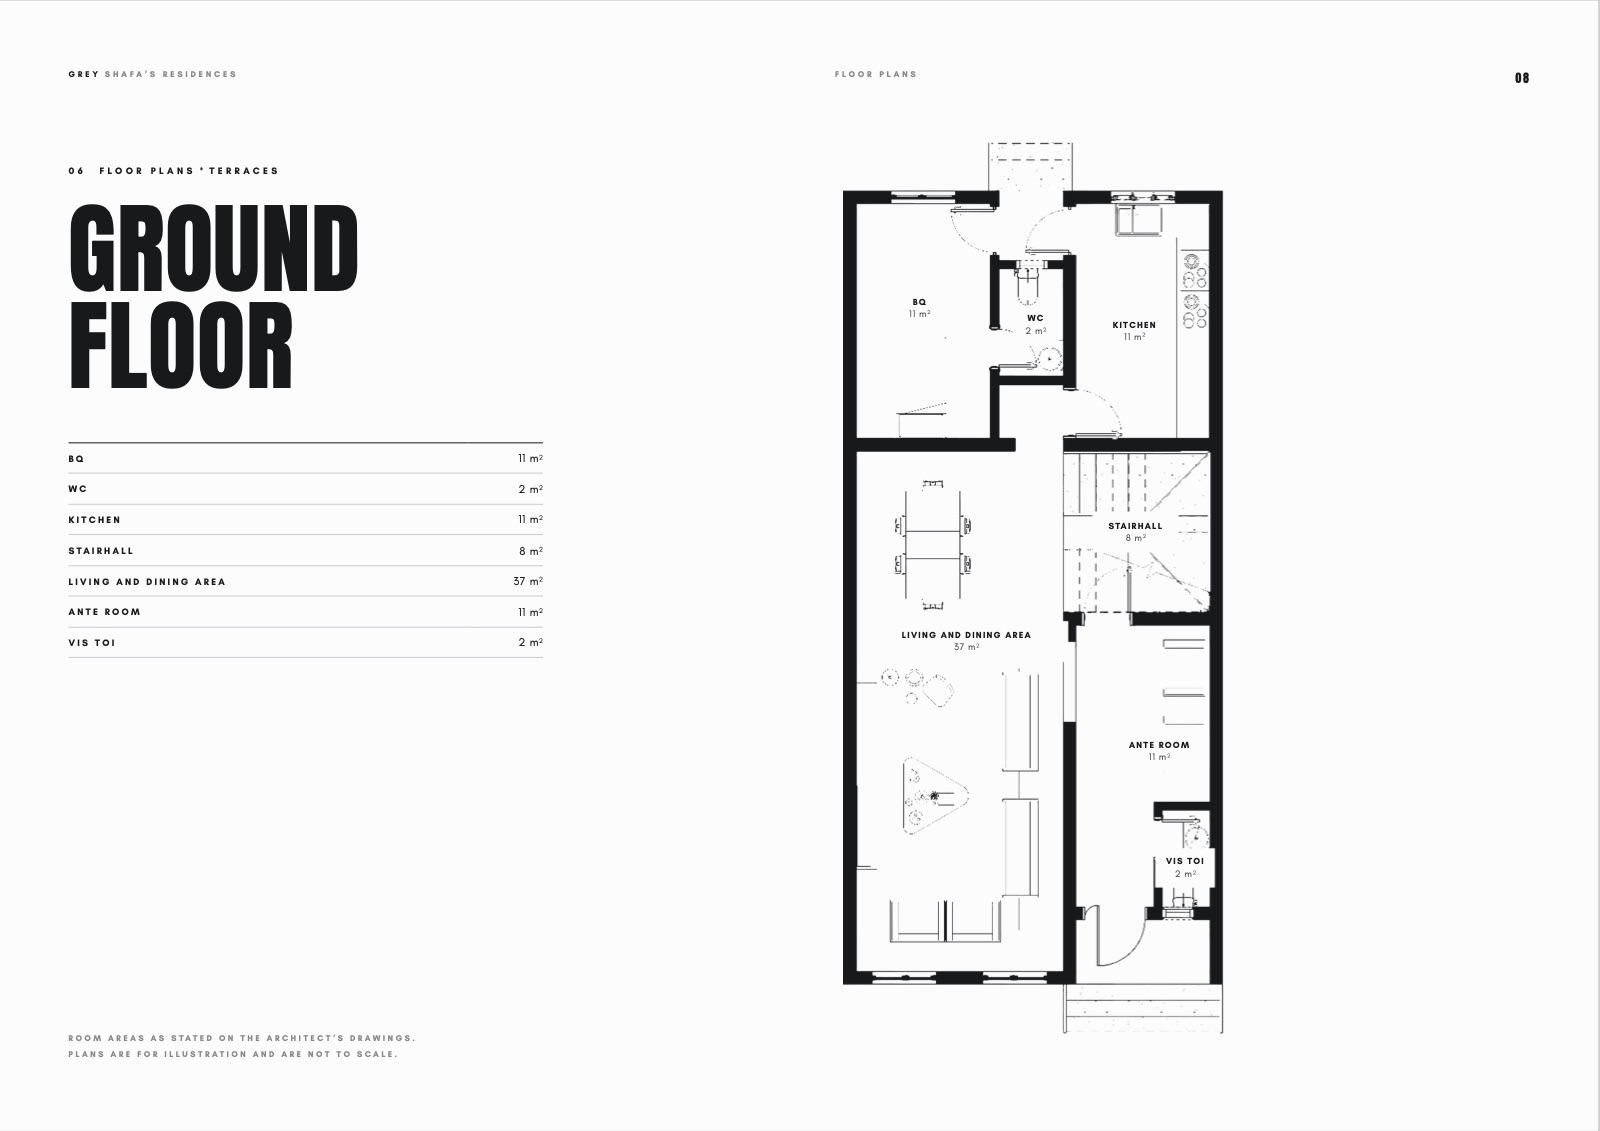 GREY SHAFA'S RESIDENCES
FLOOR PLANS
08
06 FLOOR PLANS * TERRACES
GROUND
FLOOR
BQ 11 m²
WC 2 m²
KITCHEN 11 m²
STAIRHALL 8 m²
LIVING AND DINING AREA 37 m²
ANTE ROOM 11 m²
VIS TOI 2 m²
ROOM AREAS AS STATED ON THE ARCHITECT'S DRAWINGS.
PLANS ARE FOR ILLUSTRATION AND ARE NOT TO SCALE.
BQ
11 m²
WC
2 m²
KITCHEN
11 m²
STAIRHALL
8 m²
LIVING AND DINING AREA
37 m²
ANTE ROOM
11 m²
VIS TOI
2 m²